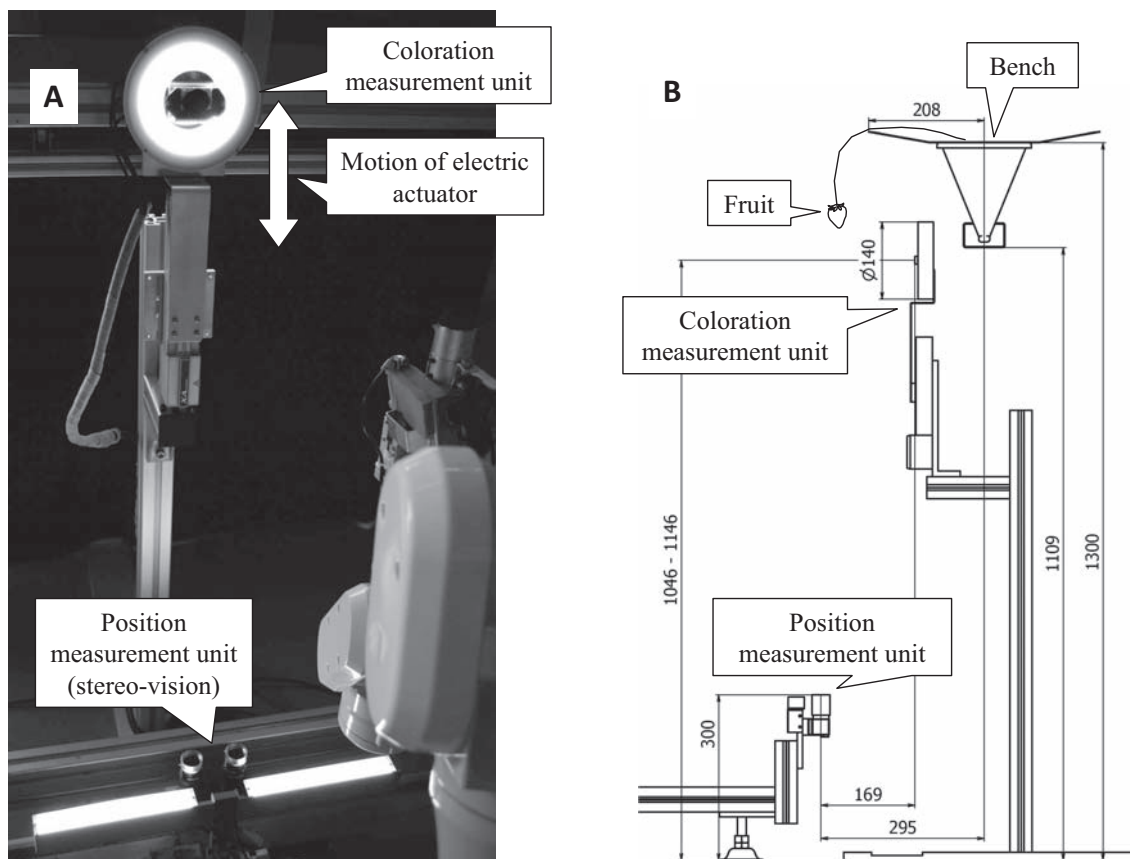 A
Coloration
measurement unit
Motion of electric
actuator
Position
measurement unit
(stereo-vision)
B
Bench
208
Fruit
Ø140
Coloration
measurement unit
1046 - 1146
1109
1300
Position
measurement unit
300
169
295